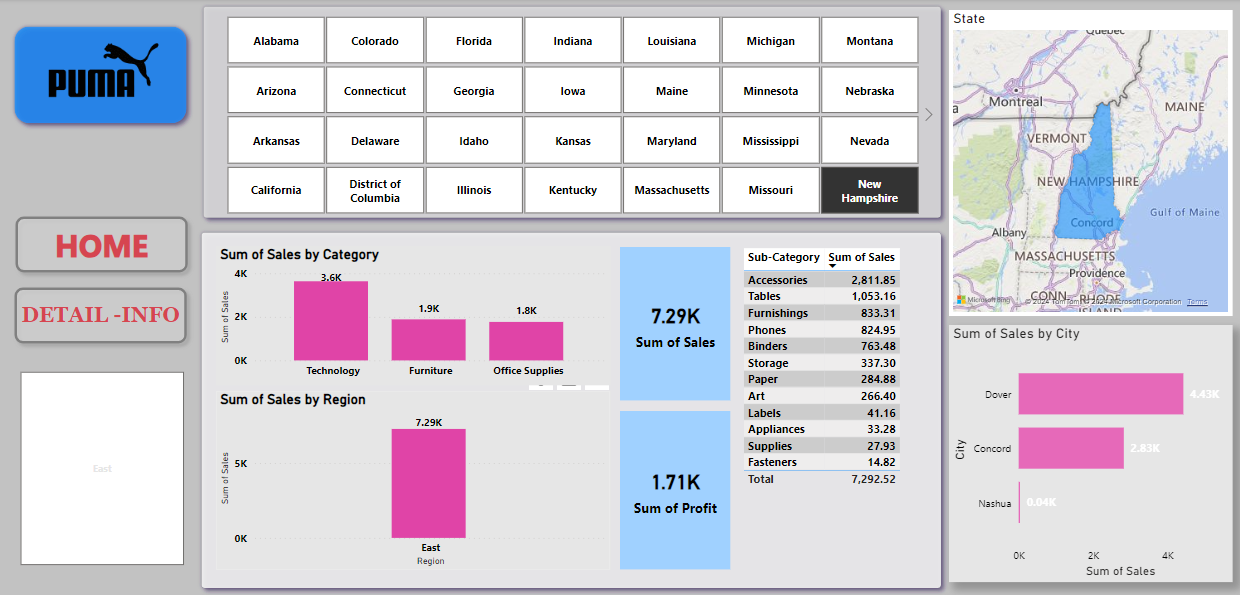 PUMA
HOME
DETAIL -INFO
East
Alabama Colorado Florida Indiana Louisiana Michigan Montana
Arizona Connecticut Georgia Iowa Maine Minnesota Nebraska
Arkansas Delaware Idaho Kansas Maryland Mississippi Nevada
California District of Columbia Illinois Kentucky Massachusetts Missouri New Hampshire
Sum of Sales by Category
Sum of Sales
4K
2K
0K
3.6K 1.9K 1.8K
Technology Furniture Office Supplies
Sum of Sales by Region
Sum of Sales
5K
0K
7.29K
East
Region
7.29K
Sum of Sales
1.71K
Sum of Profit
Sub-Category Sum of Sales
Accessories 2,811.85
Tables 1,053.16
Furnishings 833.31
Phones 824.95
Binders 763.48
Storage 337.30
Paper 284.88
Art 266.40
Labels 41.16
Appliances 33.28
Supplies 27.93
Fasteners 14.82
Total 7,292.52
State
Quebec
Montreal
a
MAINE
VERMONT
NEW HAMPSHIRE
Gulf of Maine
Concord
Albany
MASSACHUSETTS
Providence
CONN. RHODE
ISLAND
Microsoft Bing
© 2024 TomTom, © 2024 Microsoft Corporation Terms
Sum of Sales by City
City
Dover 4.43K
Concord 2.83K
Nashua 0.04K
0K 2K 4K
Sum of Sales